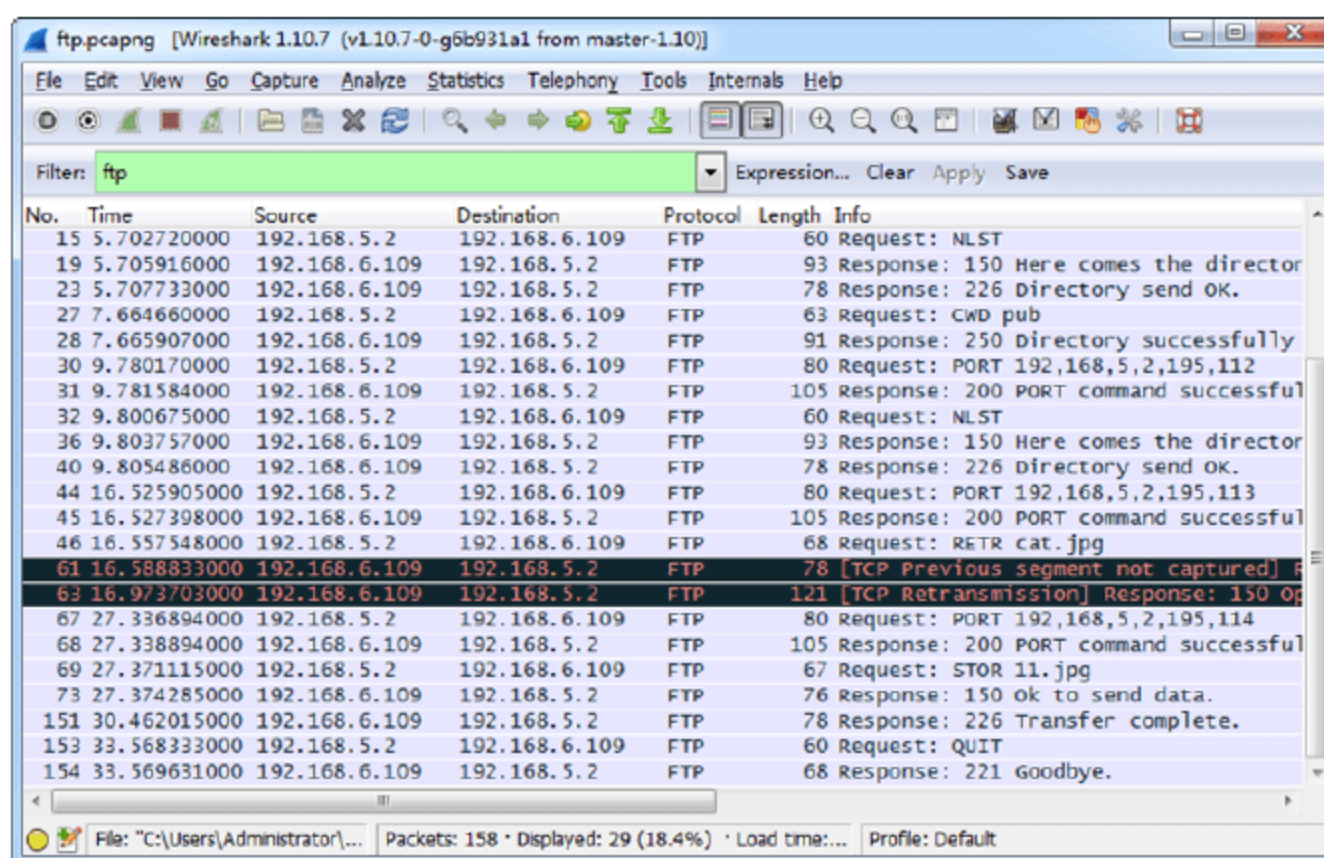 ftp.pcapng [Wireshark 1.10.7 (v1.10.7-0-g6b931a1 from master-1.10)]
File Edit View Go Capture Analyze Statistics Telephony Tools Internals Help
Filter: ftp Expression... Clear Apply Save
No. Time Source Destination Protocol Length Info
15 5.702720000 192.168.5.2 192.168.6.109 FTP 60 Request: NLST
19 5.705916000 192.168.6.109 192.168.5.2 FTP 93 Response: 150 Here comes the director
23 5.707733000 192.168.6.109 192.168.5.2 FTP 78 Response: 226 Directory send OK.
27 7.664660000 192.168.5.2 192.168.6.109 FTP 63 Request: CWD pub
28 7.665907000 192.168.6.109 192.168.5.2 FTP 91 Response: 250 Directory successfully
30 9.780170000 192.168.5.2 192.168.6.109 FTP 80 Request: PORT 192,168,5,2,195,112
31 9.781584000 192.168.6.109 192.168.5.2 FTP 105 Response: 200 PORT command successful
32 9.800675000 192.168.5.2 192.168.6.109 FTP 60 Request: NLST
36 9.803757000 192.168.6.109 192.168.5.2 FTP 93 Response: 150 Here comes the director
40 9.805486000 192.168.6.109 192.168.5.2 FTP 78 Response: 226 Directory send OK.
44 16.525905000 192.168.5.2 192.168.6.109 FTP 80 Request: PORT 192,168,5,2,195,113
45 16.527398000 192.168.6.109 192.168.5.2 FTP 105 Response: 200 PORT command successful
46 16.557548000 192.168.5.2 192.168.6.109 FTP 68 Request: RETR cat.jpg
61 16.588833000 192.168.6.109 192.168.5.2 FTP 78 [TCP Previous segment not captured]
63 16.973703000 192.168.6.109 192.168.5.2 FTP 121 [TCP Retransmission] Response: 150 Op
67 27.336894000 192.168.5.2 192.168.6.109 FTP 80 Request: PORT 192,168,5,2,195,114
68 27.338894000 192.168.6.109 192.168.5.2 FTP 105 Response: 200 PORT command successful
69 27.371115000 192.168.5.2 192.168.6.109 FTP 67 Request: STOR 11.jpg
73 27.374285000 192.168.6.109 192.168.5.2 FTP 76 Response: 150 Ok to send data.
151 30.462015000 192.168.6.109 192.168.5.2 FTP 78 Response: 226 Transfer complete.
153 33.568333000 192.168.5.2 192.168.6.109 FTP 60 Request: QUIT
154 33.569631000 192.168.6.109 192.168.5.2 FTP 68 Response: 221 Goodbye.
File: "C:\Users\Administrator\... Packets: 158 · Displayed: 29 (18.4%) · Load time:... Profile: Default